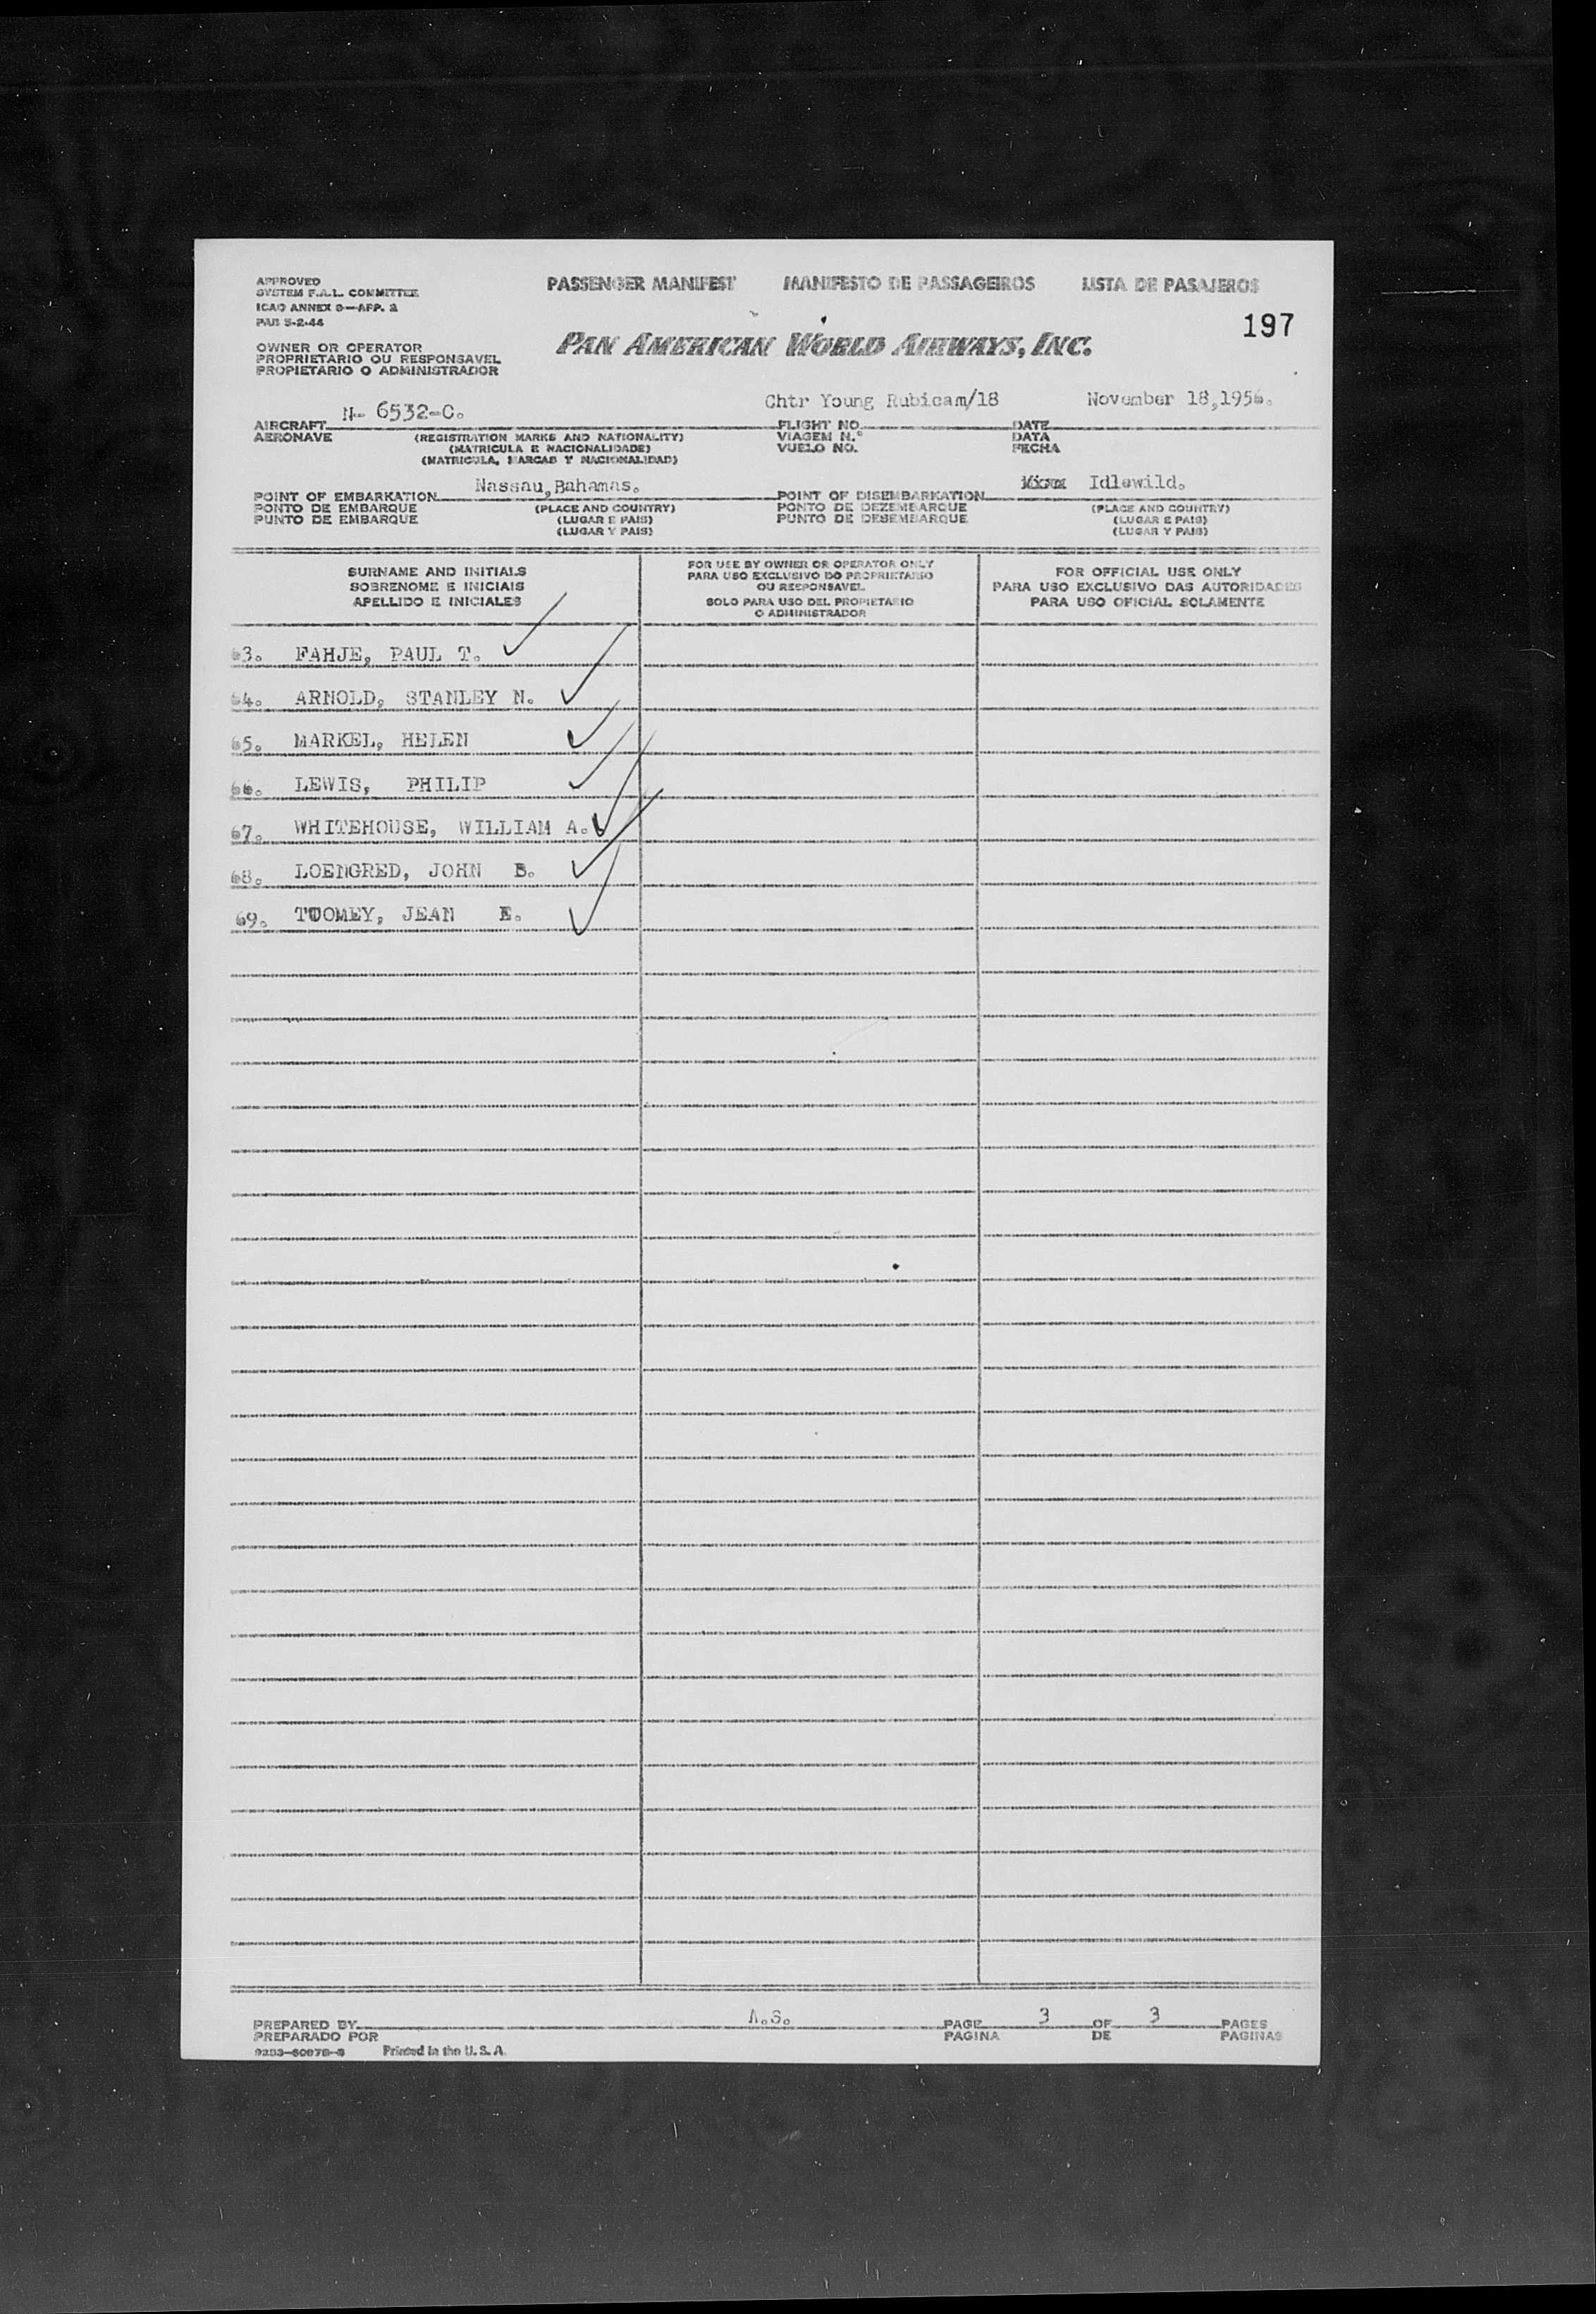 APPROVED
SYSTEM F.A.L. COMMITTEE
ICAO ANNEX 9—APP. 2
PASSENGER MANIFEST MANIFESTO DE PASSAGEIROS LISTA DE PASAJEROS
197
OWNER OR OPERATOR
PROPRIETARIO OU RESPONSAVEL
PROPIETARIO O ADMINISTRADOR
PAN AMERICAN WORLD AIRWAYS, INC.
N- 6532-C. Chtr Young Rubicam/18 November 18,1956.
AIRCRAFT FLIGHT NO. DATE
AERONAVE (REGISTRATION MARKS AND NATIONALITY) VIAGEM N.° DATA
(MATRICULA E NACIONALIDADE) VUELO NO. FECHA
(MATRICULA, MARCAS Y NACIONALIDAD)
Nassau,Bahamas. Idlewild.
POINT OF EMBARKATION POINT OF DISEMBARKATION
PONTO DE EMBARQUE (PLACE AND COUNTRY) PONTO DE DEZEMBARQUE (PLACE AND COUNTRY)
PUNTO DE EMBARQUE (LUGAR E PAIS) PUNTO DE DESEMBARQUE (LUGAR E PAIS)
(LUGAR Y PAIS) (LUGAR Y PAIS)
SURNAME AND INITIALS
SOBRENOME E INICIAIS
APELLIDO E INICIALES
FOR USE BY OWNER OR OPERATOR ONLY
PARA USO EXCLUSIVO DO PROPRIETARIO
OU RESPONSAVEL
SOLO PARA USO DEL PROPIETARIO
O ADMINISTRADOR
FOR OFFICIAL USE ONLY
PARA USO EXCLUSIVO DAS AUTORIDADES
PARA USO OFICIAL SOLAMENTE
63. FAHJE, PAUL T.
64. ARNOLD, STANLEY N.
65. MARKEL, HELEN
66. LEWIS, PHILIP
67. WHITEHOUSE, WILLIAM A.
68. LOENGRED, JOHN B.
69. TOOMEY, JEAN E.
PREPARED BY A.S. PAGE 3 OF 3 PAGES
PREPARADO POR PAGINA DE PAGINAS
Printed in the U. S. A.